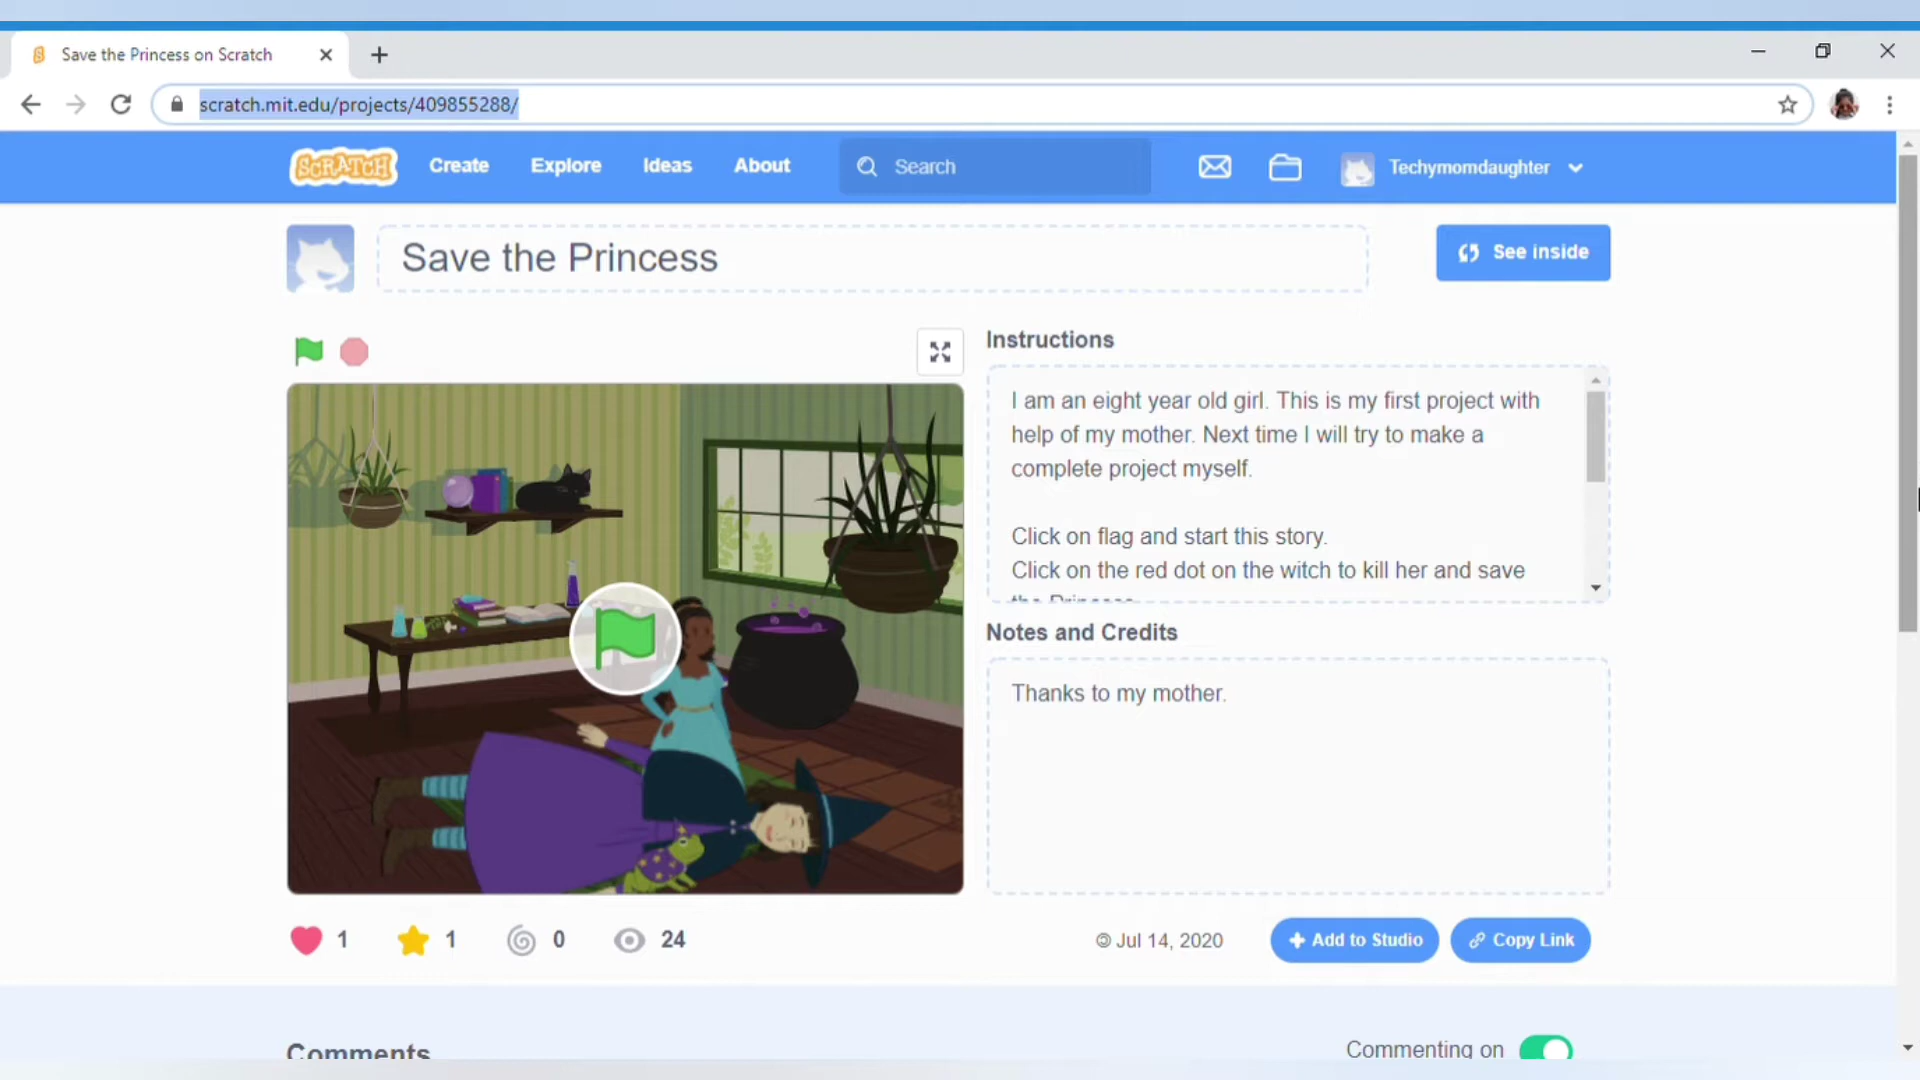 Save the Princess on Scratch
scratch.mit.edu/projects/409855288/
SCRATCH Create Explore Ideas About Search Techymomdaughter
Save the Princess
See inside
Instructions
I am an eight year old girl. This is my first project with
help of my mother. Next time I will try to make a
complete project myself.
Click on flag and start this story.
Click on the red dot on the witch to kill her and save
the Princess
Notes and Credits
Thanks to my mother.
1 1 0 24
© Jul 14, 2020
Add to Studio
Copy Link
Comments
Commenting on